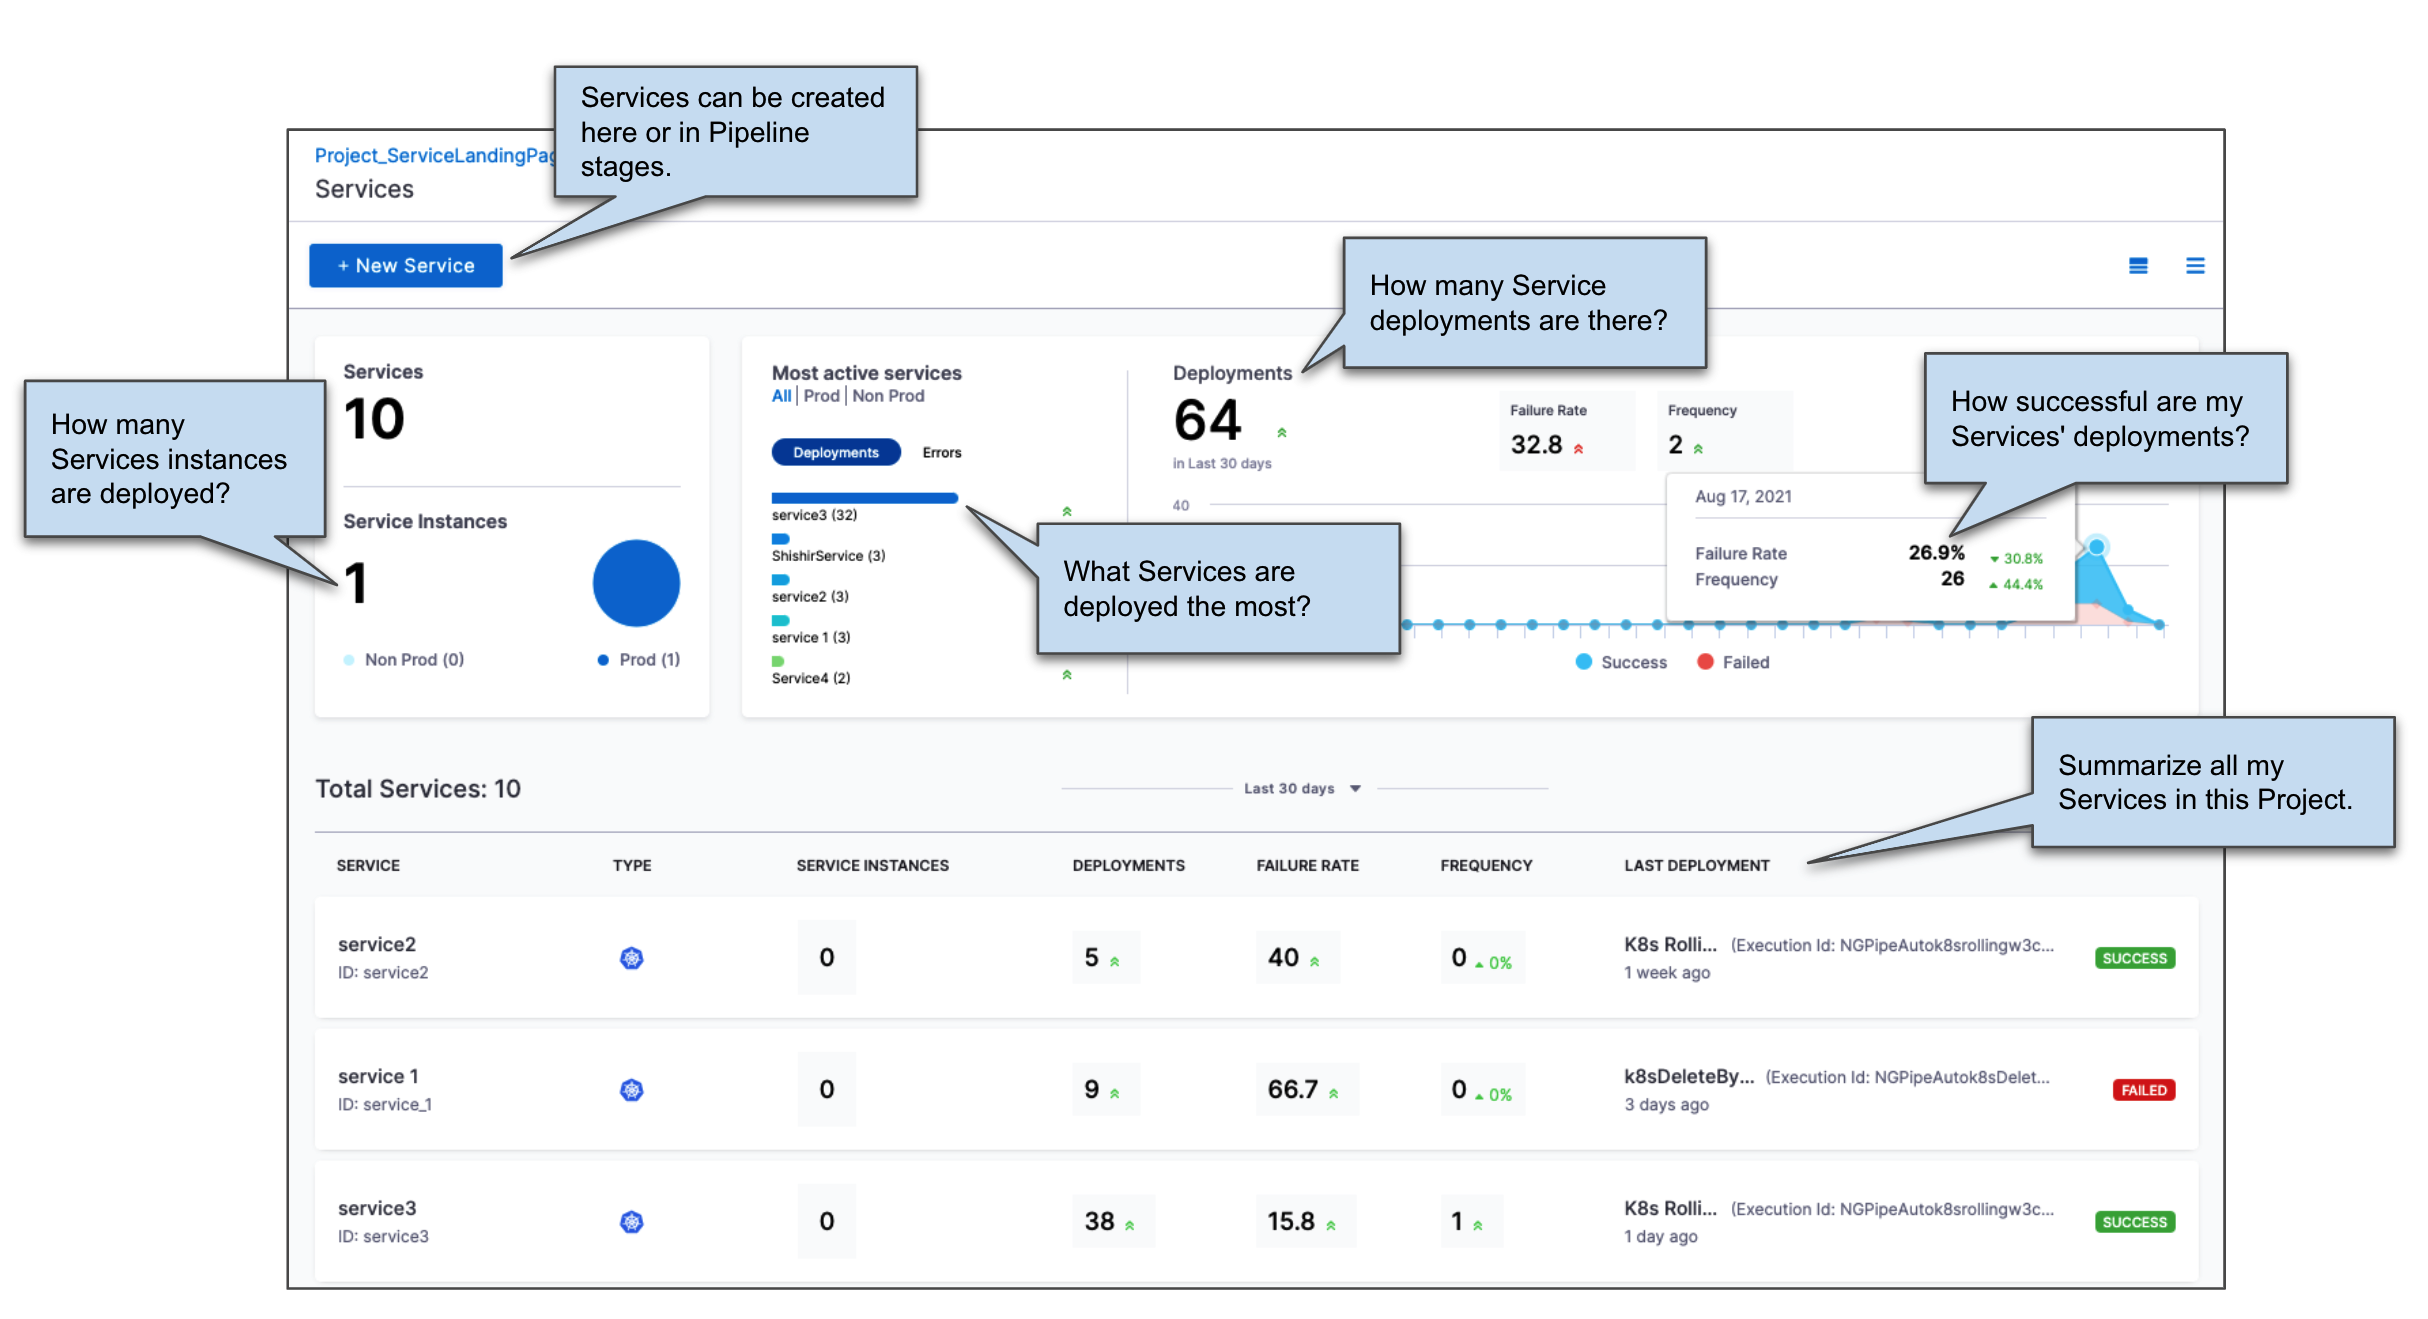 Services can be created
here or in Pipeline
stages.
Project_ServiceLandingPag
Services
+ New Service
How many Service
deployments are there?
How successful are my
Services' deployments?
How many
Services instances
are deployed?
Services
10
Service Instances
1
Non Prod (0)
Prod (1)
Most active services
All | Prod | Non Prod
Deployments Errors
service3 (32)
ShishirService (3)
service2 (3)
service 1 (3)
Service4 (2)
What Services are
deployed the most?
Deployments
64
in Last 30 days
Failure Rate
32.8
Frequency
2
40
Aug 17, 2021
Failure Rate 26.9% 30.8%
Frequency 26 44.4%
Success Failed
Summarize all my
Services in this Project.
Total Services: 10
Last 30 days
SERVICE TYPE SERVICE INSTANCES DEPLOYMENTS FAILURE RATE FREQUENCY LAST DEPLOYMENT
service2
ID: service2
0 5 40 0 0%
K8s Rolli... (Execution Id: NGPipeAutok8srollingw3c...
1 week ago
SUCCESS
service 1
ID: service_1
0 9 66.7 0 0%
k8sDeleteBy... (Execution Id: NGPipeAutok8sDelet...
3 days ago
FAILED
service3
ID: service3
0 38 15.8 1
K8s Rolli... (Execution Id: NGPipeAutok8srollingw3c...
1 day ago
SUCCESS